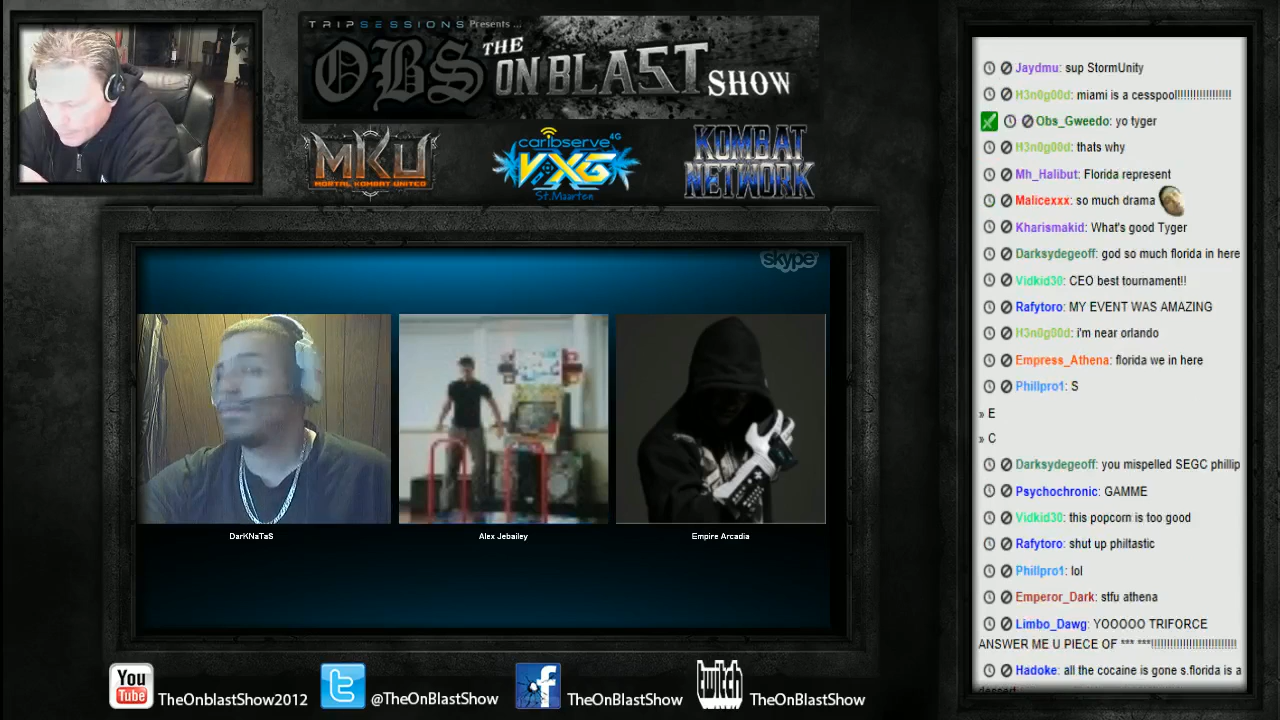 TRIPSESSIONS Presents ...
OBS THE ON BLAST SHOW
MKU
MORTAL KOMBAT UNITED
caribserve 4G
VXG
St.Maarten
KOMBAT
NETWORK
skype
DarKNaTaS
Alex Jebailey
Empire Arcadia
You
Tube
TheOnblastShow2012
@TheOnBlastShow
TheOnBlastShow
twitch
TheOnBlastShow
Jaydmu: sup StormUnity
H3n0g00d: miami is a cesspool!!!!!!!!!!!!!!!!!
Obs_Gweedo: yo tyger
H3n0g00d: thats why
Mh_Halibut: Florida represent
Malicexxx: so much drama
Kharismakid: What's good Tyger
Darksydegeoff: god so much florida in here
Vidkid30: CEO best tournament!!
Rafytoro: MY EVENT WAS AMAZING
H3n0g00d: i'm near orlando
Empress_Athena: florida we in here
Phillpro1: S
» E
» C
Darksydegeoff: you mispelled SEGC phillip
Psychochronic: GAMME
Vidkid30: this popcorn is too good
Rafytoro: shut up philtastic
Phillpro1: lol
Emperor_Dark: stfu athena
Limbo_Dawg: YOOOOO TRIFORCE
ANSWER ME U PIECE OF *** ***!!!!!!!!!!!!!!!!!!!!!!!!!!
Hadoke: all the cocaine is gone s.florida is a